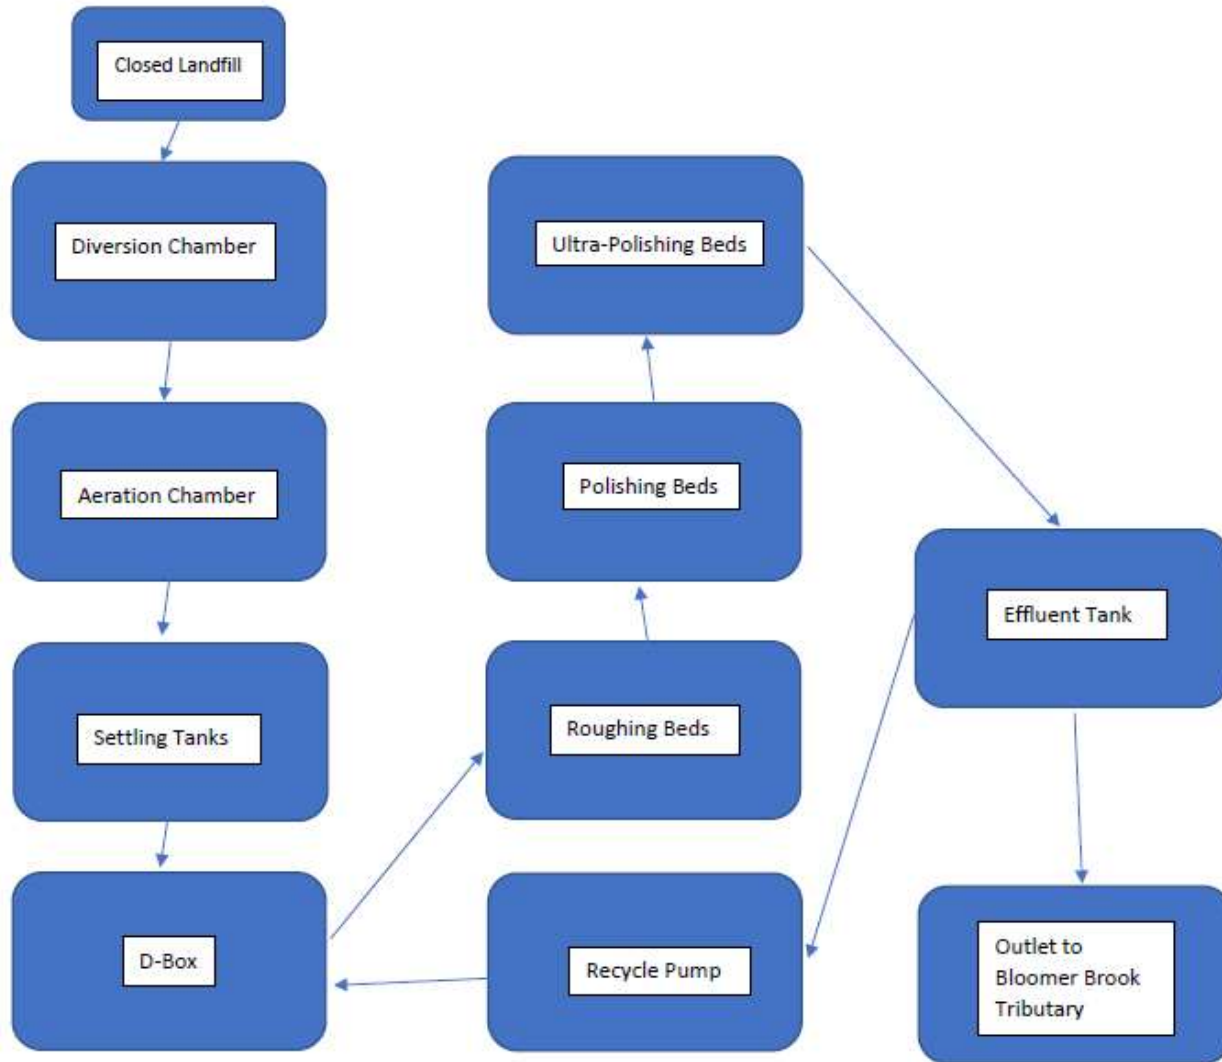 Closed Landfill
Diversion Chamber
Aeration Chamber
Settling Tanks
D-Box
Ultra-Polishing Beds
Polishing Beds
Roughing Beds
Recycle Pump
Effluent Tank
Outlet to
Bloomer Brook
Tributary